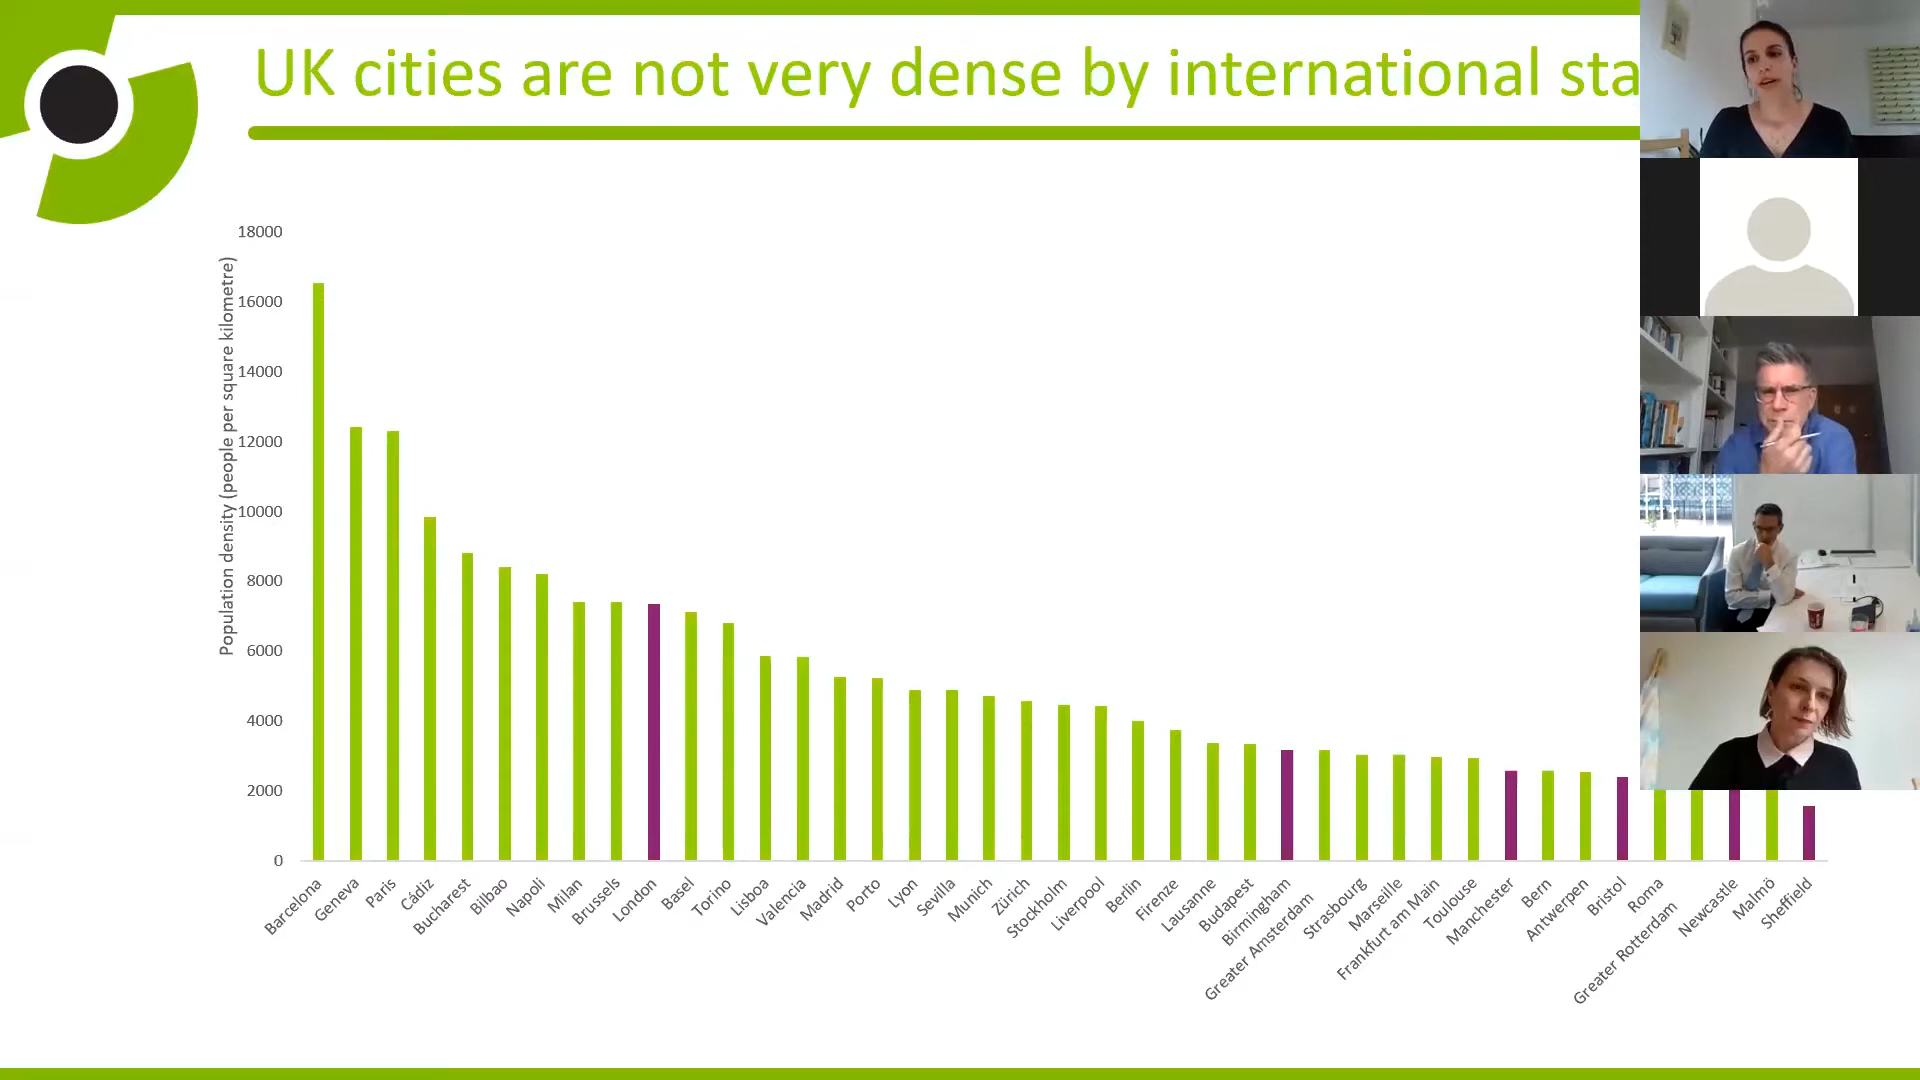 UK cities are not very dense by international sta
Population density (people per square kilometre)
18000
16000
14000
12000
10000
8000
6000
4000
2000
0
Barcelona
Geneva
Paris
Cádiz
Bucharest
Bilbao
Napoli
Milan
Brussels
London
Basel
Torino
Lisboa
Valencia
Madrid
Porto
Lyon
Sevilla
Munich
Zürich
Stockholm
Liverpool
Berlin
Firenze
Lausanne
Budapest
Birmingham
Greater Amsterdam
Strasbourg
Marseille
Frankfurt am Main
Toulouse
Manchester
Bern
Antwerpen
Bristol
Roma
Greater Rotterdam
Newcastle
Malmö
Sheffield